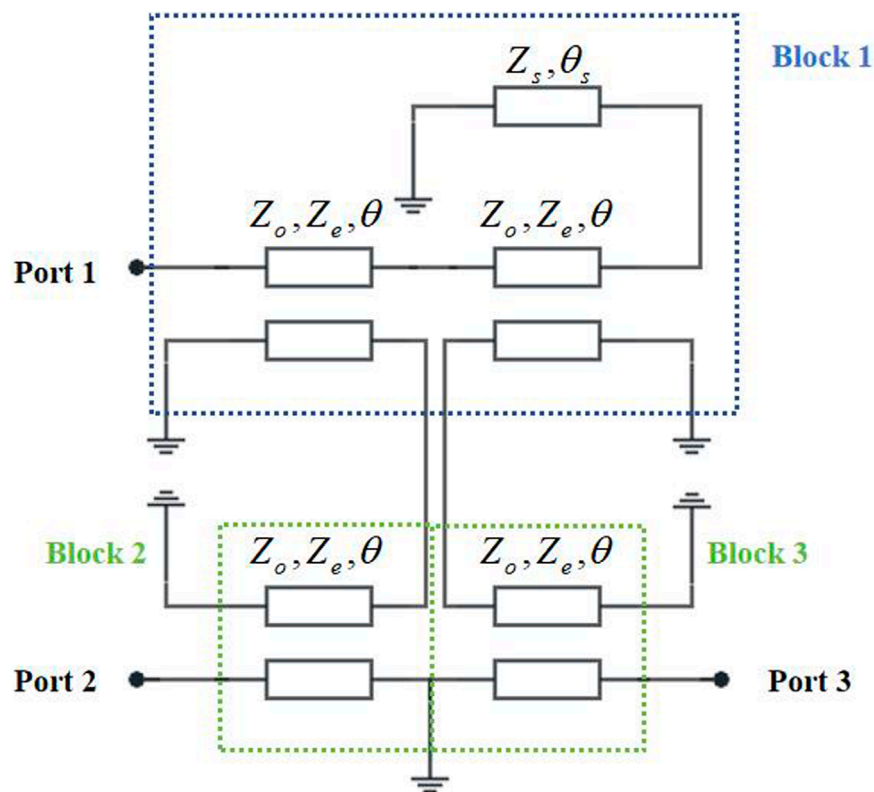 Block 1
Z_s, θ_s
Z_o, Z_e, θ
Z_o, Z_e, θ
Port 1
Block 2
Z_o, Z_e, θ
Z_o, Z_e, θ
Block 3
Port 2
Port 3